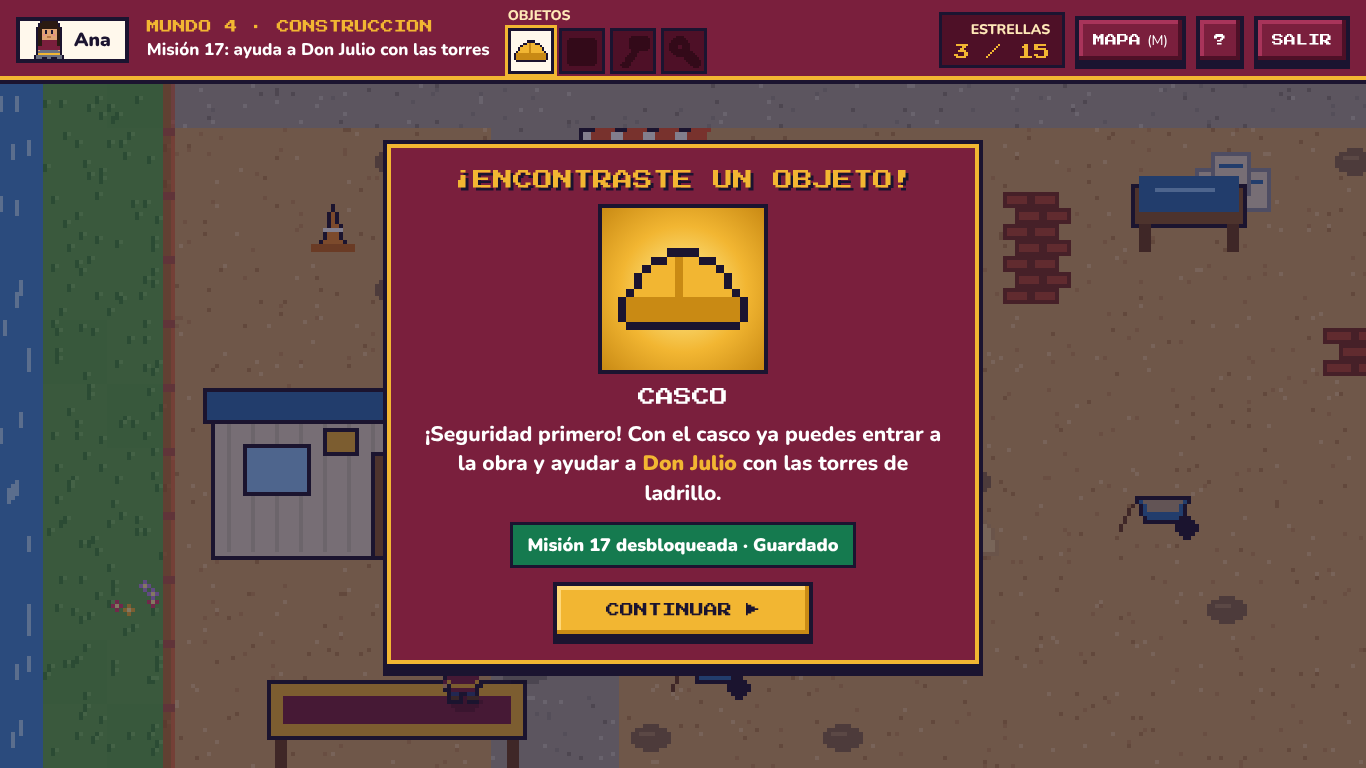 Ana
MUNDO 4 · CONSTRUCCION
Misión 17: ayuda a Don Julio con las torres
OBJETOS
ESTRELLAS
3 / 15
MAPA (M)
?
SALIR
¡ENCONTRASTE UN OBJETO!
CASCO
¡Seguridad primero! Con el casco ya puedes entrar a
la obra y ayudar a Don Julio con las torres de
ladrillo.
Misión 17 desbloqueada · Guardado
CONTINUAR ▶